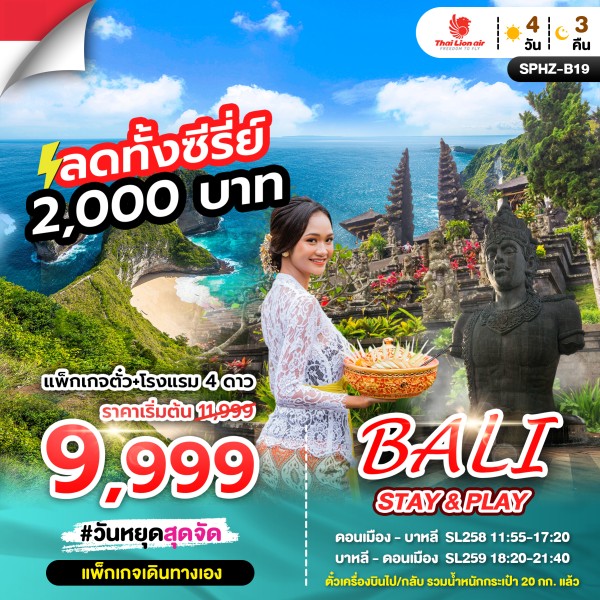 Thai Lion air
FREEDOM TO FLY
4 วัน
3 คืน
SPHZ-B19
ลดทั้งซีรี่ย์
2,000 บาท
แพ็กเกจตั๋ว+โรงแรม 4 ดาว
ราคาเริ่มต้น 11,999
9,999
#วันหยุดสุดจัด
แพ็กเกจเดินทางเอง
BALI
STAY & PLAY
ดอนเมือง - บาหลี SL258 11:55-17:20
บาหลี - ดอนเมือง SL259 18:20-21:40
ตั๋วเครื่องบินไป/กลับ รวมน้ำหนักกระเป๋า 20 กก. แล้ว